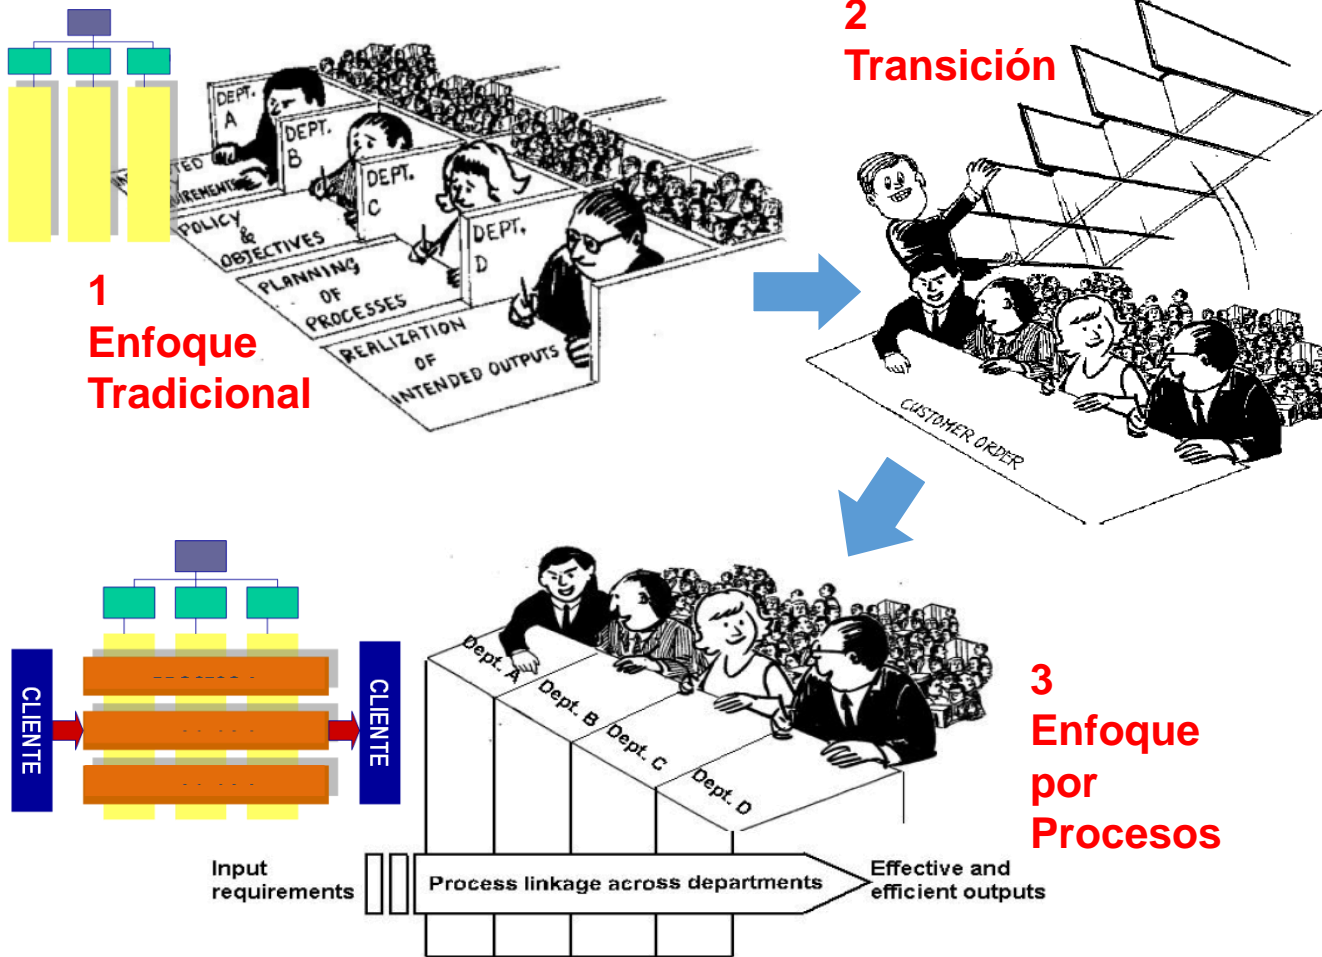 1
Enfoque
Tradicional
DEPT.
A
DEPT.
B
DEPT.
C
DEPT.
D
POLICY
&
OBJECTIVES
PLANNING
OF
PROCESSES
REALIZATION
OF
INTENDED OUTPUTS
2
Transición
CUSTOMER ORDER
3
Enfoque
por
Procesos
CLIENTE
CLIENTE
Dept. A
Dept. B
Dept. C
Dept. D
Input
requirements
Process linkage across departments
Effective and
efficient outputs